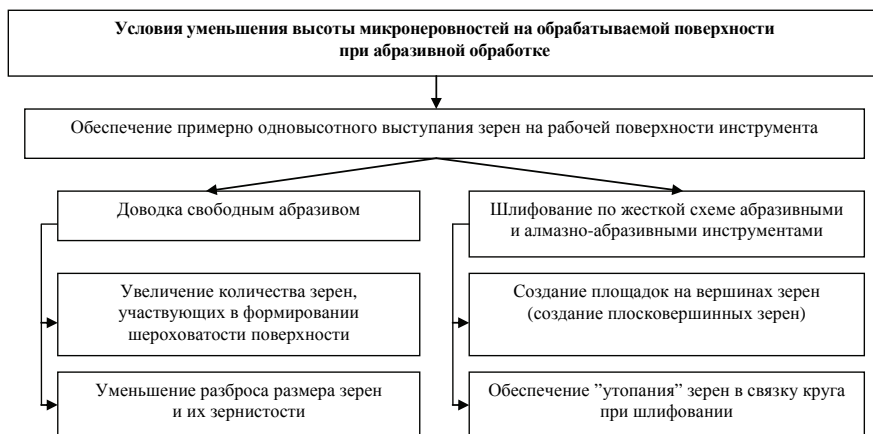 Условия уменьшения высоты микронеровностей на обрабатываемой поверхности
при абразивной обработке
Обеспечение примерно одновысотного выступания зерен на рабочей поверхности инструмента
Доводка свободным абразивом
Шлифование по жесткой схеме абразивными
и алмазно-абразивными инструментами
Увеличение количества зерен,
участвующих в формировании
шероховатости поверхности
Создание площадок на вершинах зерен
(создание плосковершинных зерен)
Уменьшение разброса размера зерен
и их зернистости
Обеспечение ”утопания” зерен в связку круга
при шлифовании